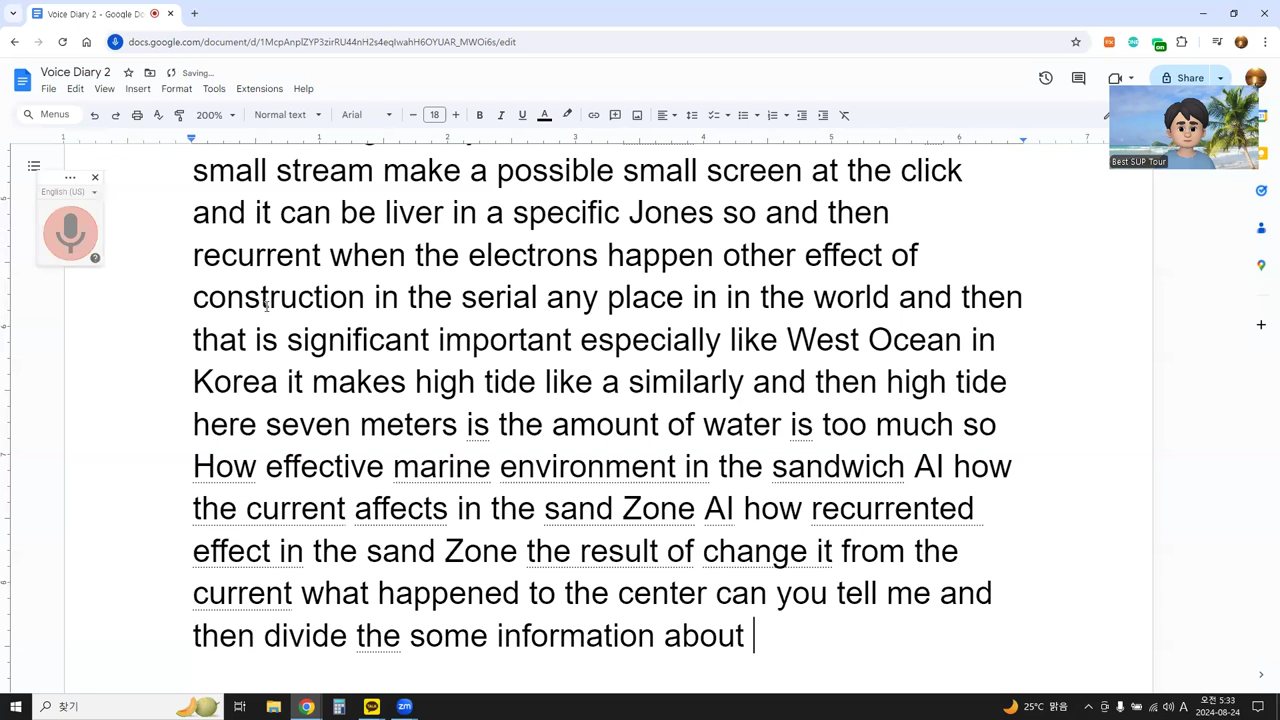 Voice Diary 2 - Google Do
docs.google.com/document/d/1McpAnplZYP3zirRU44nH2s4eqIwahH6OYUAR_MWOi6s/edit
Voice Diary 2
Saving...
File Edit View Insert Format Tools Extensions Help
Share
Menus
200%
Normal text
Arial
18
B I U A
1 1 2 3 4 5 6 7
Best SUP Tour
English (US)
small stream make a possible small screen at the click
and it can be liver in a specific Jones so and then
recurrent when the electrons happen other effect of
construction in the serial any place in in the world and then
that is significant important especially like West Ocean in
Korea it makes high tide like a similarly and then high tide
here seven meters is the amount of water is too much so
How effective marine environment in the sandwich AI how
the current affects in the sand Zone AI how recurrented
effect in the sand Zone the result of change it from the
current what happened to the center can you tell me and
then divide the some information about
찾기
25°C 맑음
A
오전 5:33
2024-08-24